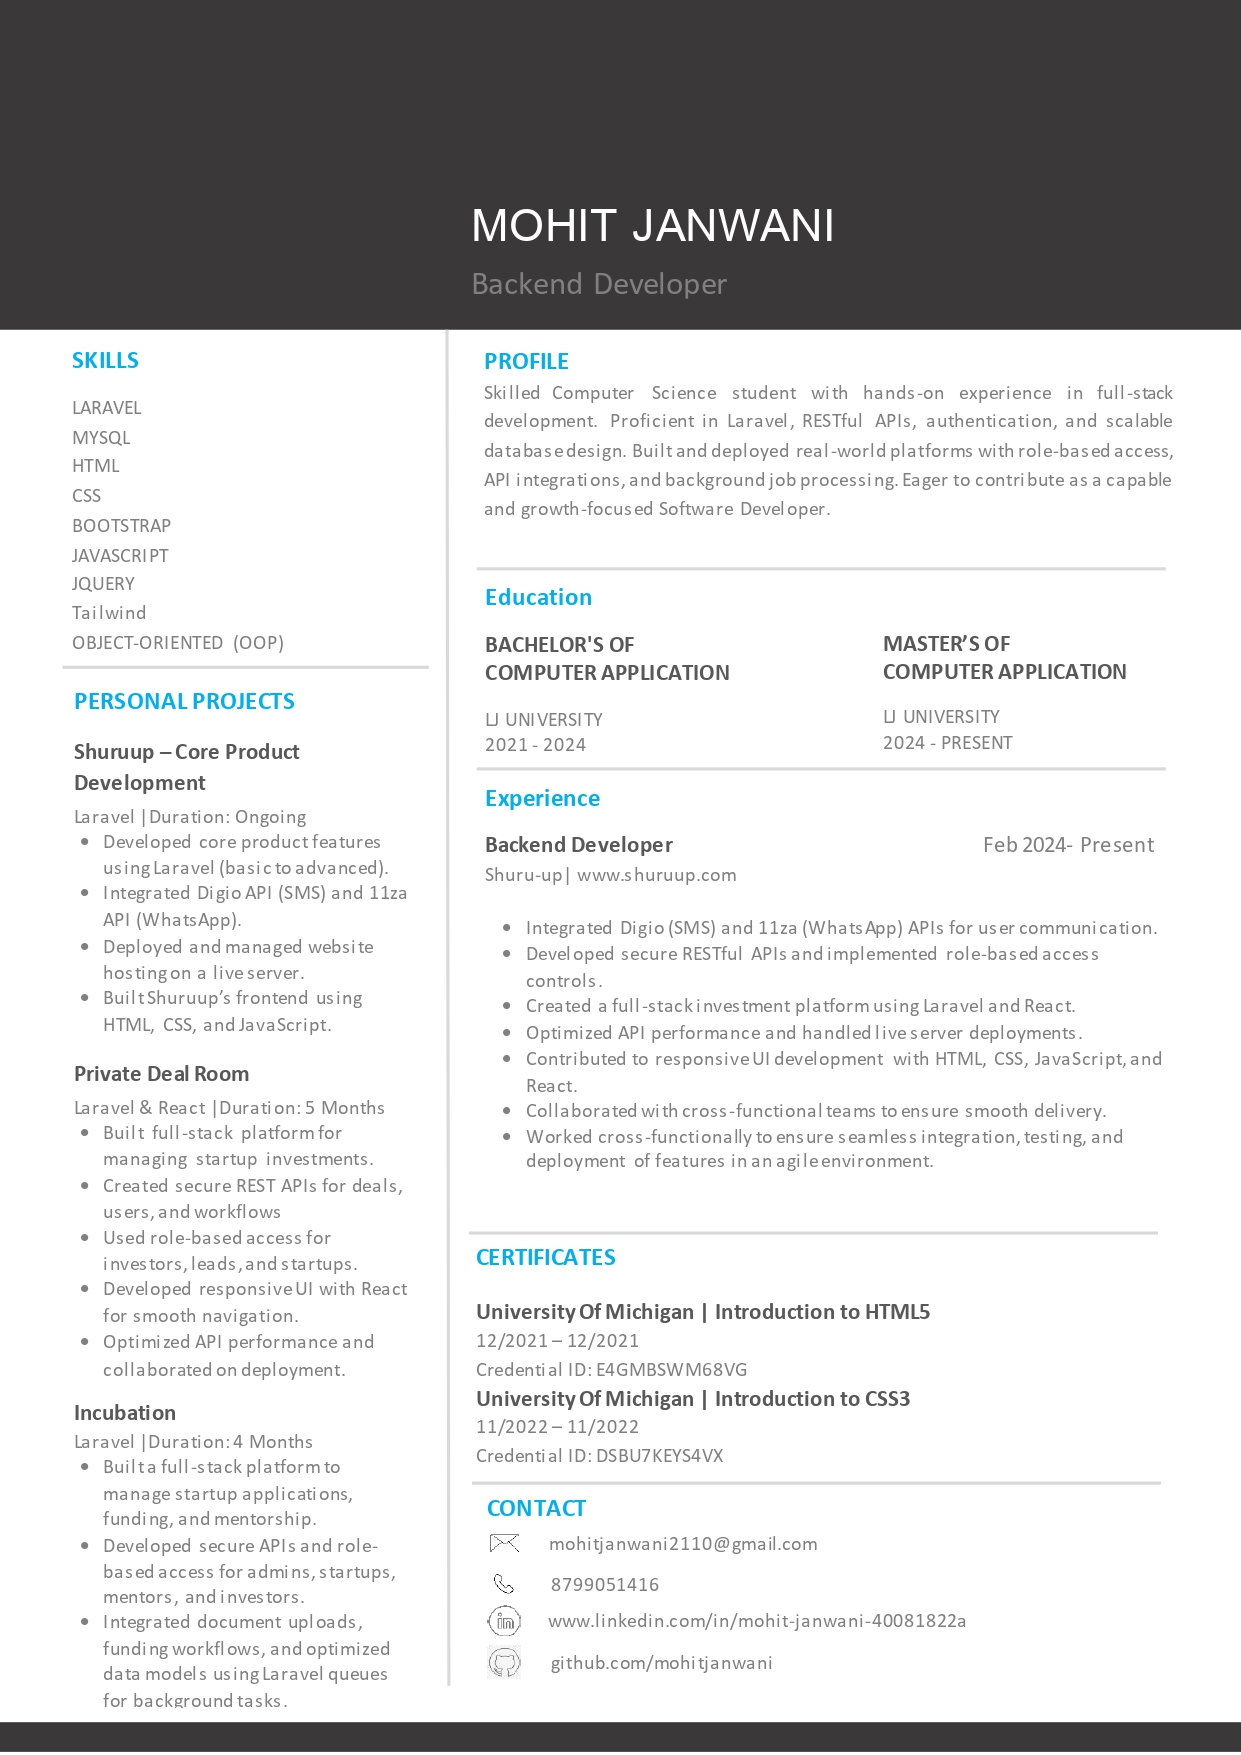 MOHIT JANWANI
Backend Developer
SKILLS
LARAVEL
MYSQL
HTML
CSS
BOOTSTRAP
JAVASCRIPT
JQUERY
Tailwind
OBJECT-ORIENTED (OOP)
PERSONAL PROJECTS
Shuruup – Core Product
Development
Laravel |Duration: Ongoing
• Developed core product features
using Laravel (basic to advanced).
• Integrated Digio API (SMS) and 11za
API (WhatsApp).
• Deployed and managed website
hosting on a live server.
• Built Shuruup’s frontend using
HTML, CSS, and JavaScript.
Private Deal Room
Laravel & React |Duration: 5 Months
• Built full-stack platform for
managing startup investments.
• Created secure REST APIs for deals,
users, and workflows
• Used role-based access for
investors, leads, and startups.
• Developed responsive UI with React
for smooth navigation.
• Optimized API performance and
collaborated on deployment.
Incubation
Laravel |Duration: 4 Months
• Built a full-stack platform to
manage startup applications,
funding, and mentorship.
• Developed secure APIs and role-
based access for admins, startups,
mentors, and investors.
• Integrated document uploads,
funding workflows, and optimized
data models using Laravel queues
for background tasks.
PROFILE
Skilled Computer Science student with hands-on experience in full-stack
development. Proficient in Laravel, RESTful APIs, authentication, and scalable
database design. Built and deployed real-world platforms with role-based access,
API integrations, and background job processing. Eager to contribute as a capable
and growth-focused Software Developer.
Education
BACHELOR'S OF
COMPUTER APPLICATION
LJ UNIVERSITY
2021 - 2024
MASTER’S OF
COMPUTER APPLICATION
LJ UNIVERSITY
2024 - PRESENT
Experience
Backend Developer Feb 2024- Present
Shuru-up| www.shuruup.com
• Integrated Digio (SMS) and 11za (WhatsApp) APIs for user communication.
• Developed secure RESTful APIs and implemented role-based access
controls.
• Created a full-stack investment platform using Laravel and React.
• Optimized API performance and handled live server deployments.
• Contributed to responsive UI development with HTML, CSS, JavaScript, and
React.
• Collaborated with cross-functional teams to ensure smooth delivery.
• Worked cross-functionally to ensure seamless integration, testing, and
deployment of features in an agile environment.
CERTIFICATES
University Of Michigan | Introduction to HTML5
12/2021 – 12/2021
Credential ID: E4GMBSWM68VG
University Of Michigan | Introduction to CSS3
11/2022 – 11/2022
Credential ID: DSBU7KEYS4VX
CONTACT
mohitjanwani2110@gmail.com
8799051416
www.linkedin.com/in/mohit-janwani-40081822a
github.com/mohitjanwani